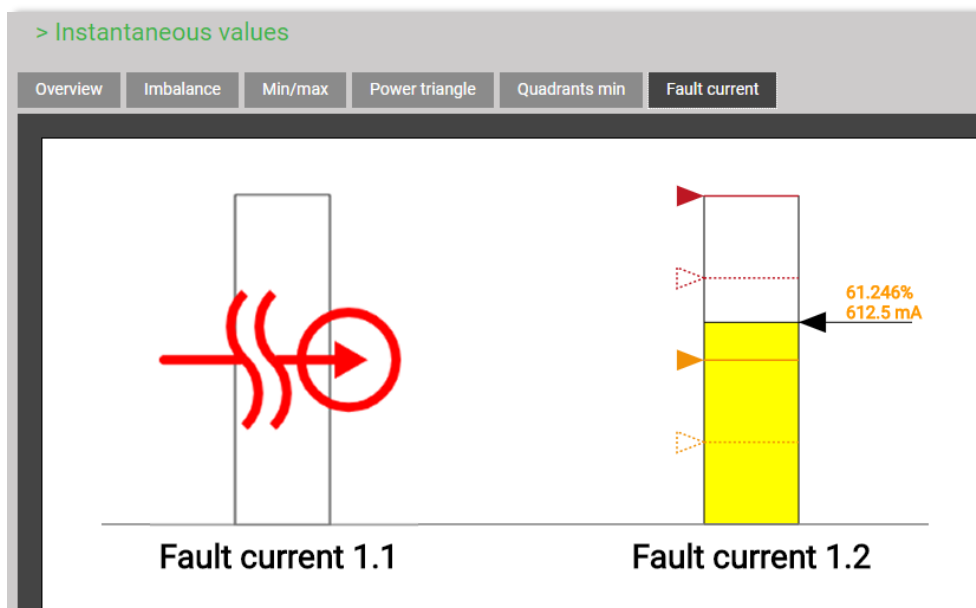 > Instantaneous values
Overview Imbalance Min/max Power triangle Quadrants min Fault current
61.246%
612.5 mA
Fault current 1.1 Fault current 1.2